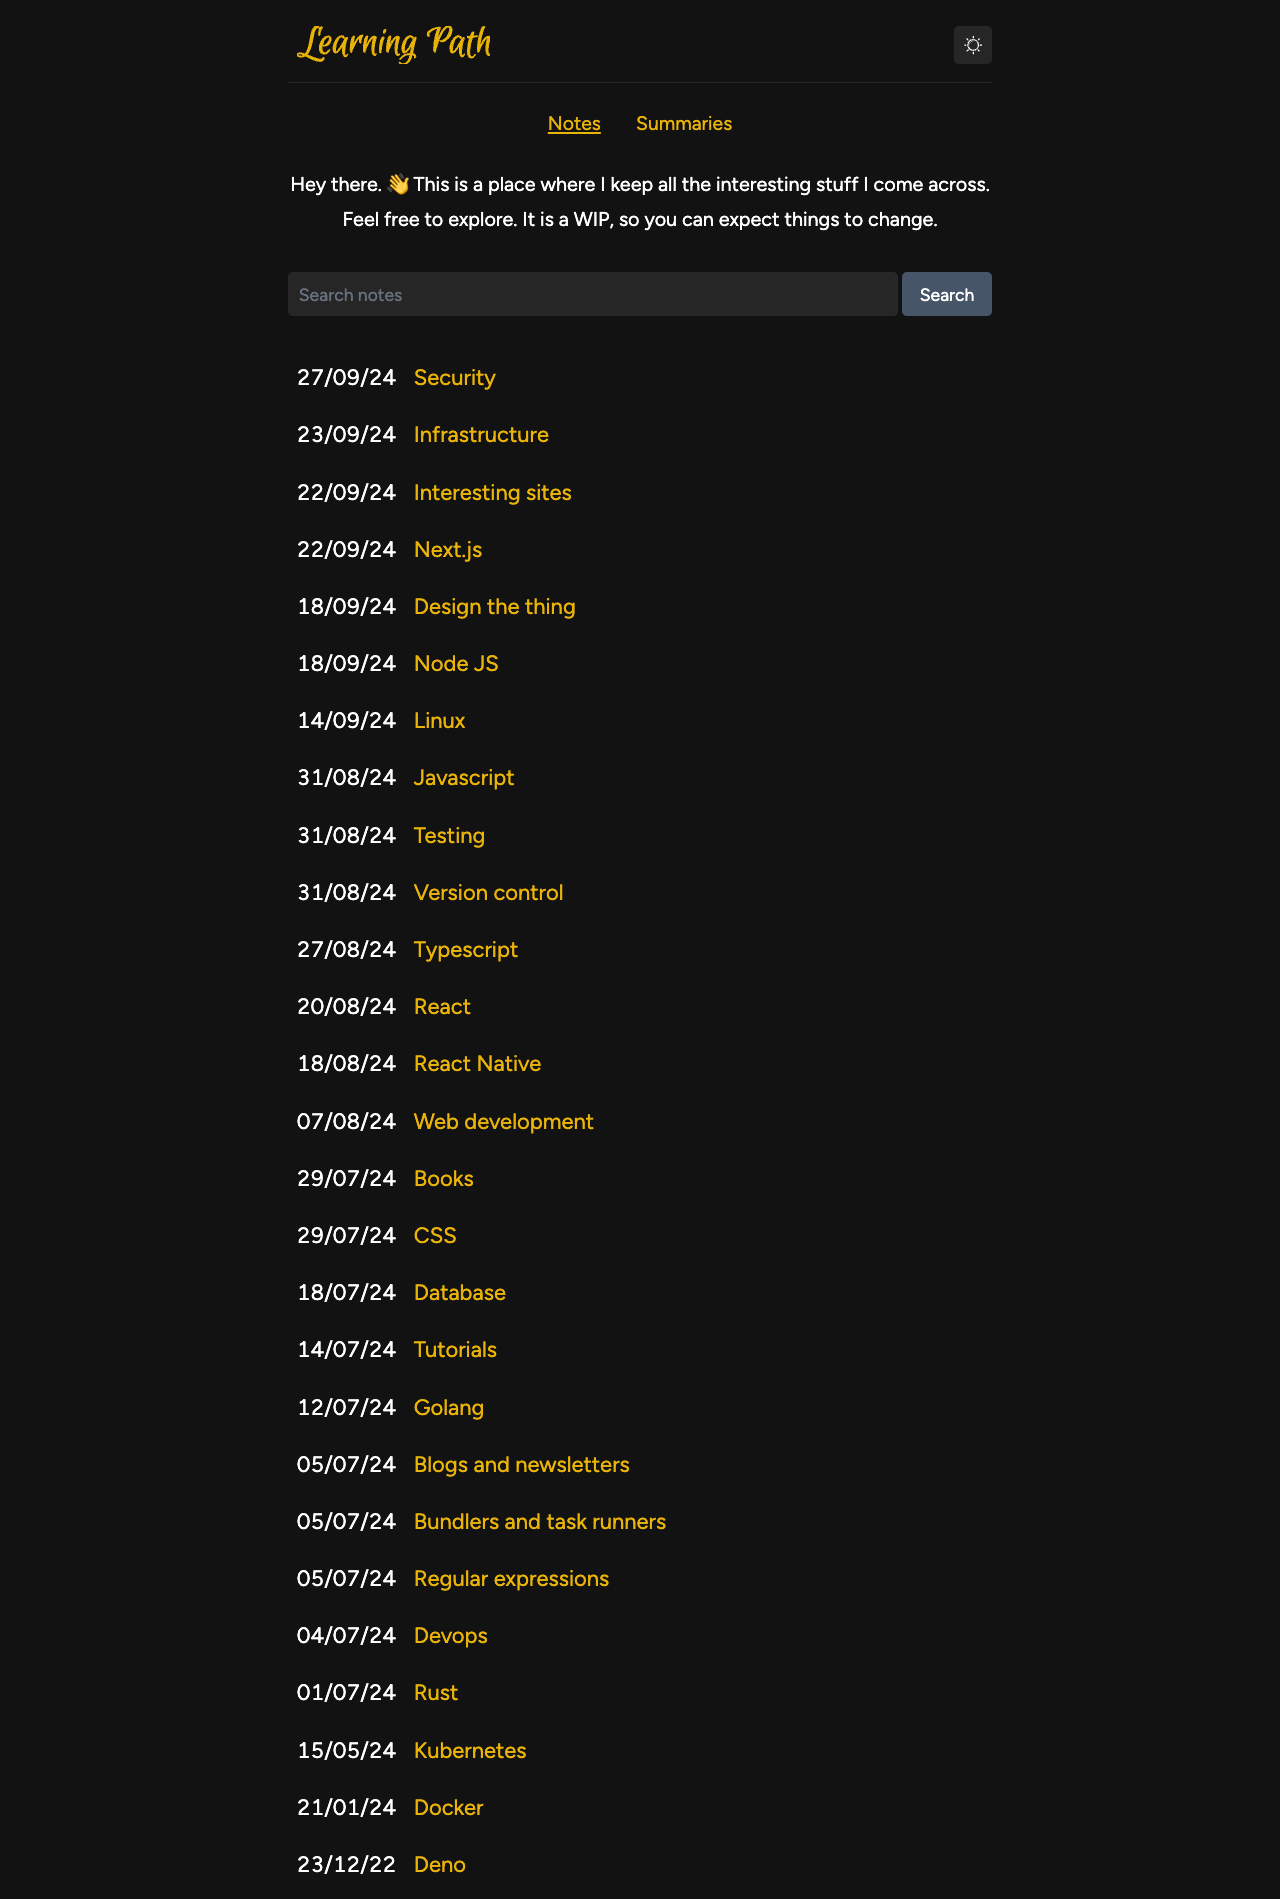 Learning Path
Notes Summaries
Hey there. 👋 This is a place where I keep all the interesting stuff I come across.
Feel free to explore. It is a WIP, so you can expect things to change.
Search notes Search
27/09/24 Security
23/09/24 Infrastructure
22/09/24 Interesting sites
22/09/24 Next.js
18/09/24 Design the thing
18/09/24 Node JS
14/09/24 Linux
31/08/24 Javascript
31/08/24 Testing
31/08/24 Version control
27/08/24 Typescript
20/08/24 React
18/08/24 React Native
07/08/24 Web development
29/07/24 Books
29/07/24 CSS
18/07/24 Database
14/07/24 Tutorials
12/07/24 Golang
05/07/24 Blogs and newsletters
05/07/24 Bundlers and task runners
05/07/24 Regular expressions
04/07/24 Devops
01/07/24 Rust
15/05/24 Kubernetes
21/01/24 Docker
23/12/22 Deno